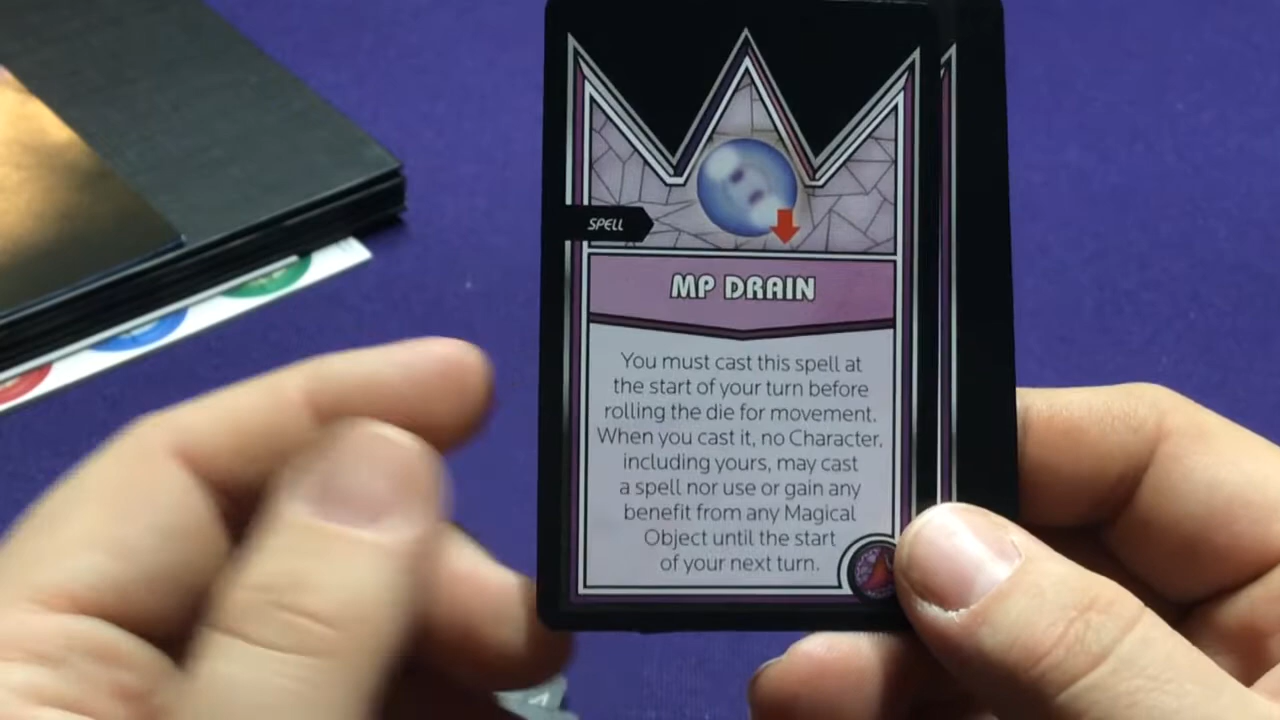 SPELL
MP DRAIN
You must cast this spell at
the start of your turn before
rolling the die for movement.
When you cast it, no Character,
including yours, may cast
a spell nor use or gain any
benefit from any Magical
Object until the start
of your next turn.